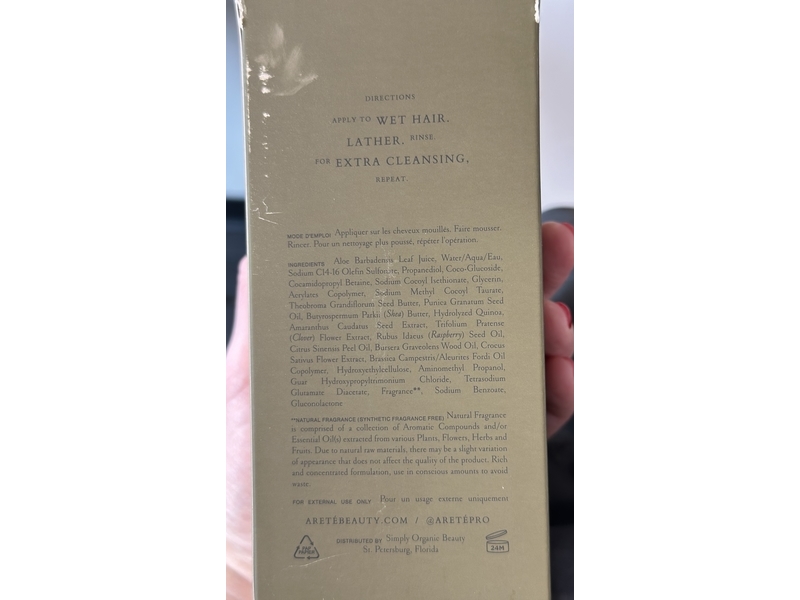 DIRECTIONS
APPLY TO WET HAIR,
LATHER. RINSE.
FOR EXTRA CLEANSING,
REPEAT.
MODE D'EMPLOI Appliquer sur les cheveux mouillés. Faire mousser.
Rincer. Pour un nettoyage plus poussé, répéter l'opération.
INGREDIENTS Aloe Barbadensis Leaf Juice, Water/Aqua/Eau,
Sodium C14-16 Olefin Sulfonate, Propanediol, Coco-Glucoside,
Cocamidopropyl Betaine, Sodium Cocoyl Isethionate, Glycerin,
Acrylates Copolymer, Sodium Methyl Cocoyl Taurate,
Theobroma Grandiflorum Seed Butter, Punica Granatum Seed
Oil, Butyrospermum Parkii (Shea) Butter, Hydrolyzed Quinoa,
Amaranthus Caudatus Seed Extract, Trifolium Pratense
(Clover) Flower Extract, Rubus Idaeus (Raspberry) Seed Oil,
Citrus Sinensis Peel Oil, Bursera Graveolens Wood Oil, Crocus
Sativus Flower Extract, Brassica Campestris/Aleurites Fordi Oil
Copolymer, Hydroxyethylcellulose, Aminomethyl Propanol,
Guar Hydroxypropyltrimonium Chloride, Tetrasodium
Glutamate Diacetate, Fragrance**, Sodium Benzoate,
Gluconolactone
**NATURAL FRAGRANCE (SYNTHETIC FRAGRANCE FREE) Natural Fragrance
is comprised of a collection of Aromatic Compounds and/or
Essential Oil(s) extracted from various Plants, Flowers, Herbs and
Fruits. Due to natural raw materials, there may be a slight variation
of appearance that does not affect the quality of the product. Rich
and concentrated formulation, use in conscious amounts to avoid
waste.
FOR EXTERNAL USE ONLY Pour un usage externe uniquement
ARETÉBEAUTY.COM / @ARETÉPRO
DISTRIBUTED BY Simply Organic Beauty
St. Petersburg, Florida
24M